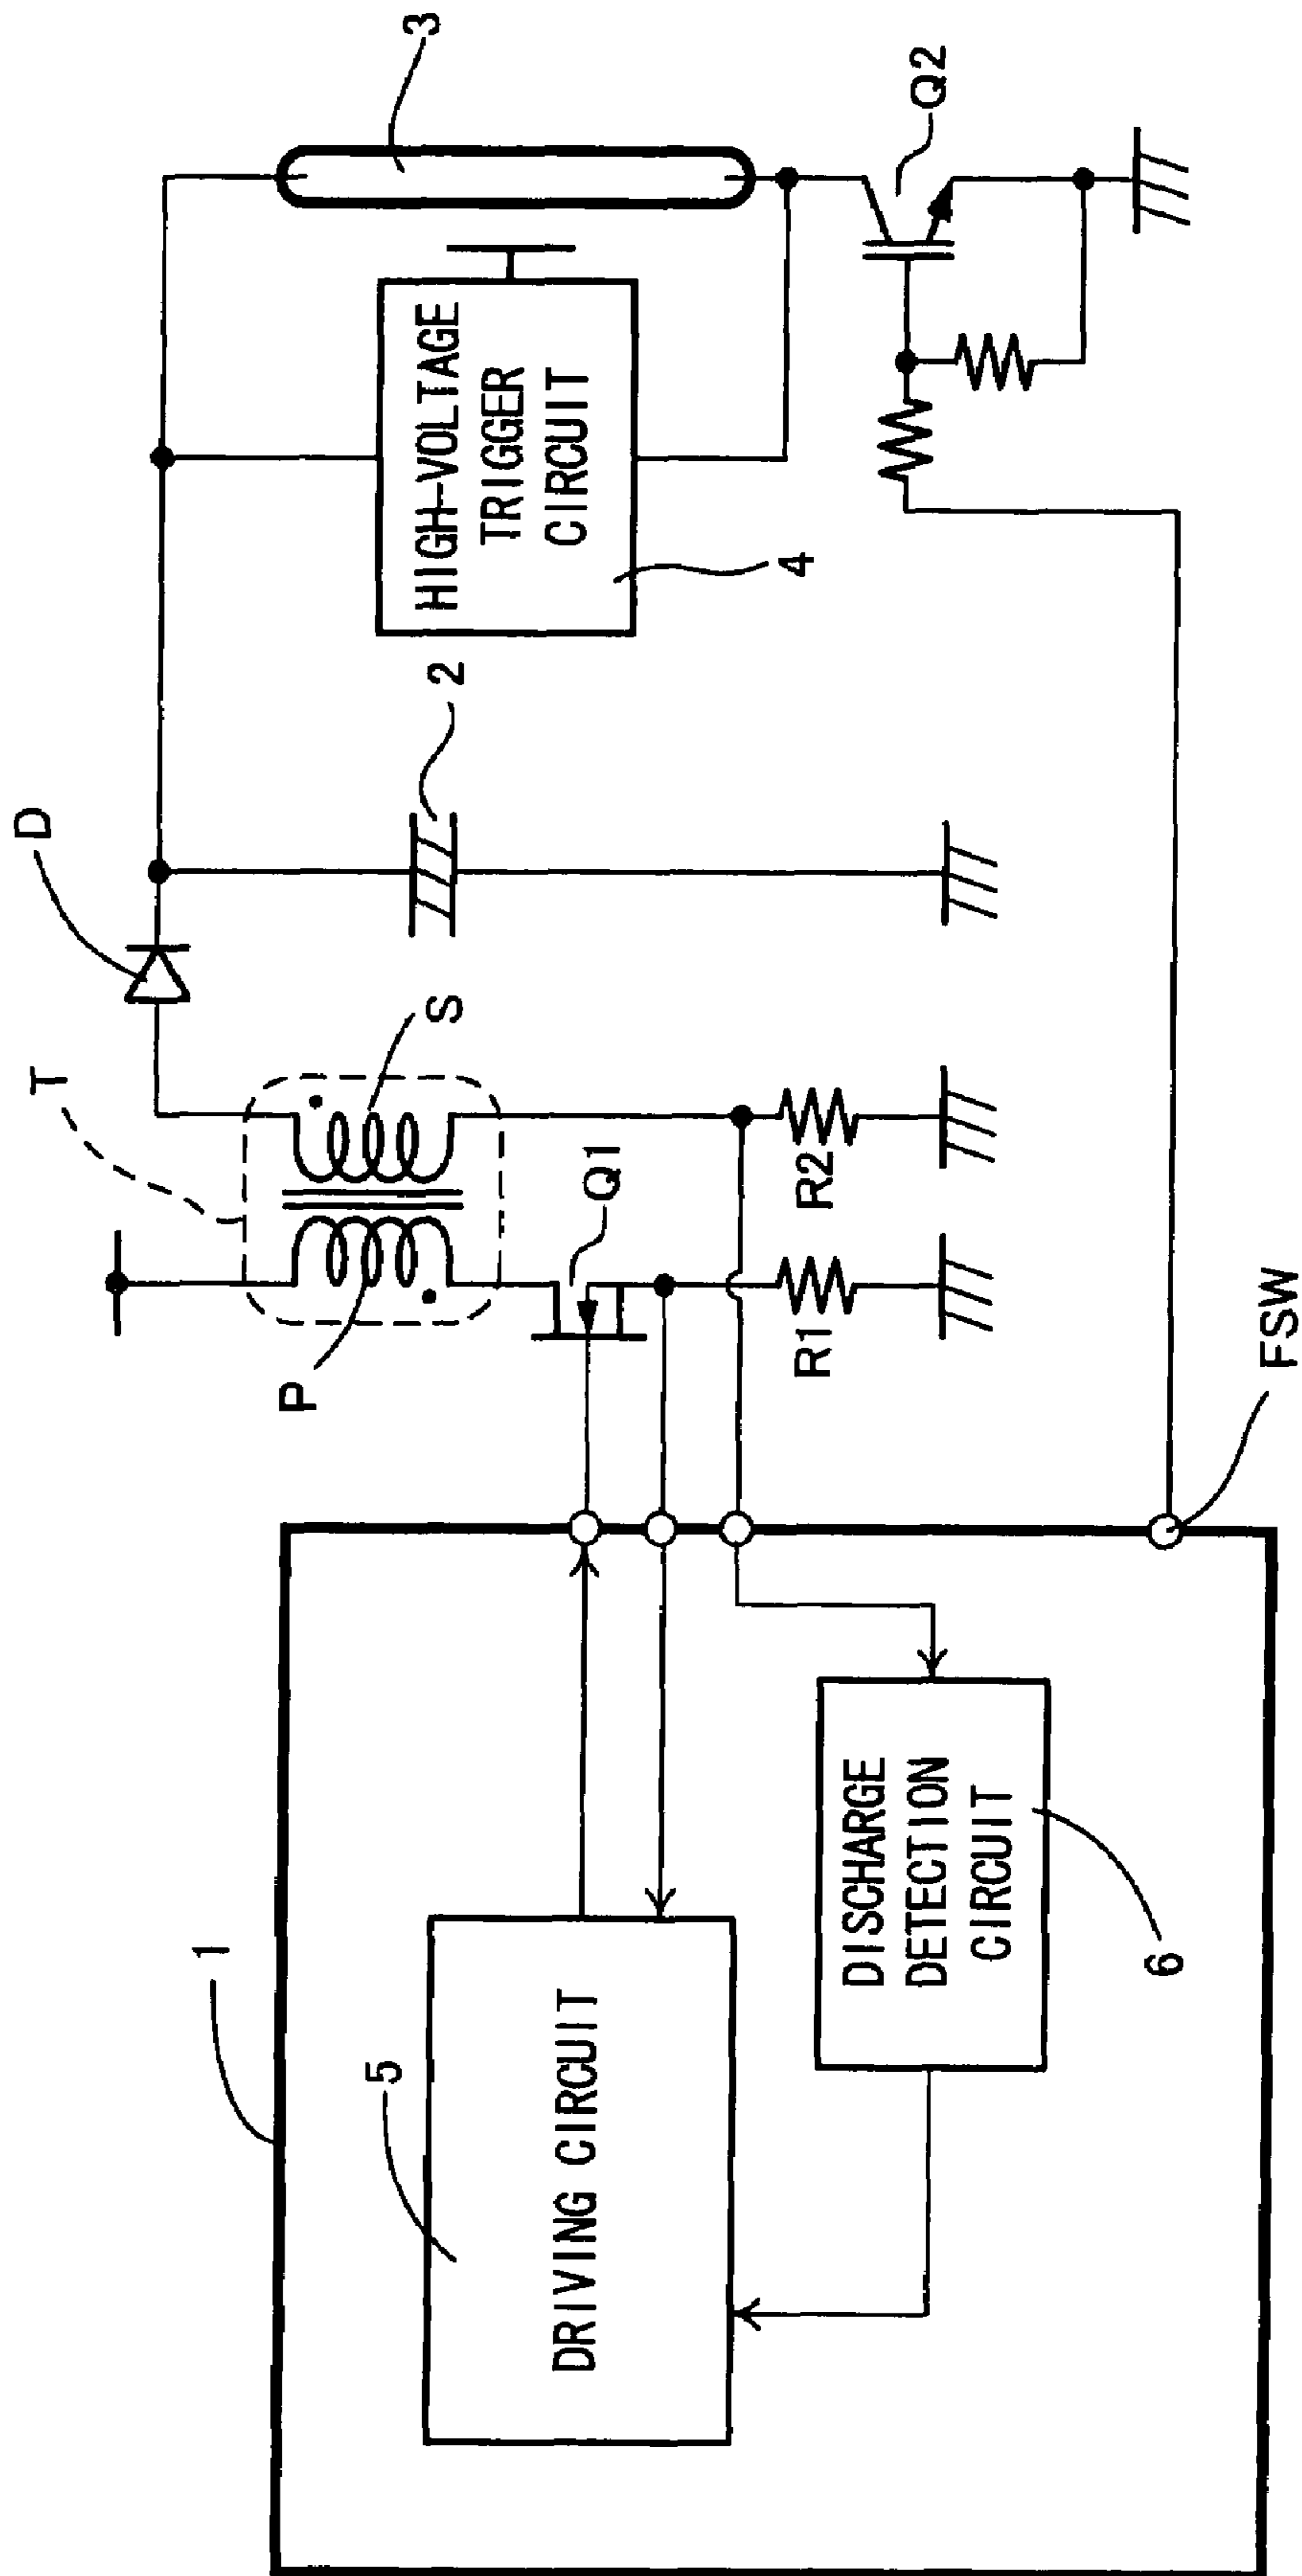 1
5
DRIVING CIRCUIT
DISCHARGE
DETECTION
CIRCUIT
6
FSW
T
P
S
Q1
R1
R2
D
2
HIGH-VOLTAGE
TRIGGER
CIRCUIT
4
3
Q2